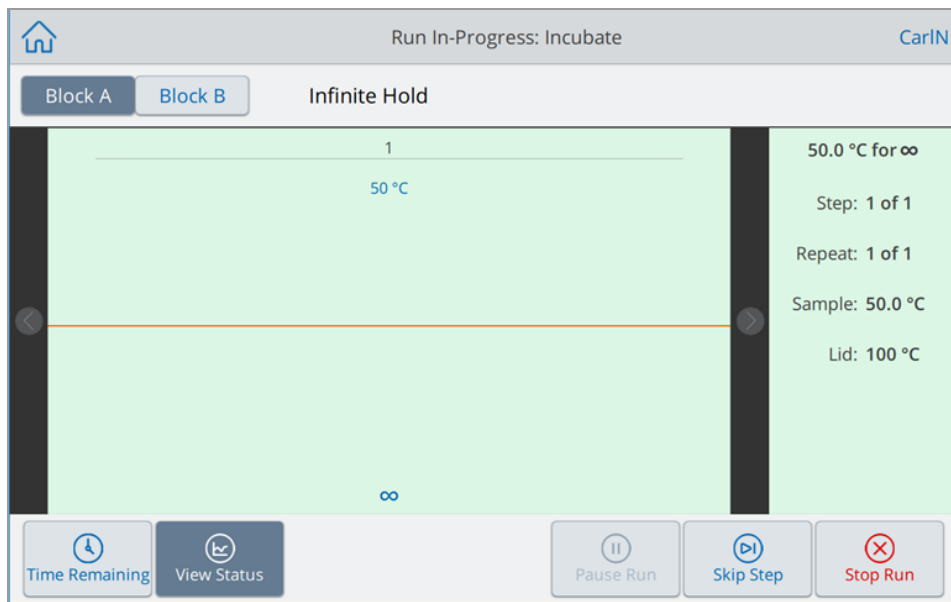 Run In-Progress: Incubate
CarlN
Block A
Block B
Infinite Hold
1
50 °C
∞
50.0 °C for ∞
Step: 1 of 1
Repeat: 1 of 1
Sample: 50.0 °C
Lid: 100 °C
Time Remaining
View Status
Pause Run
Skip Step
Stop Run